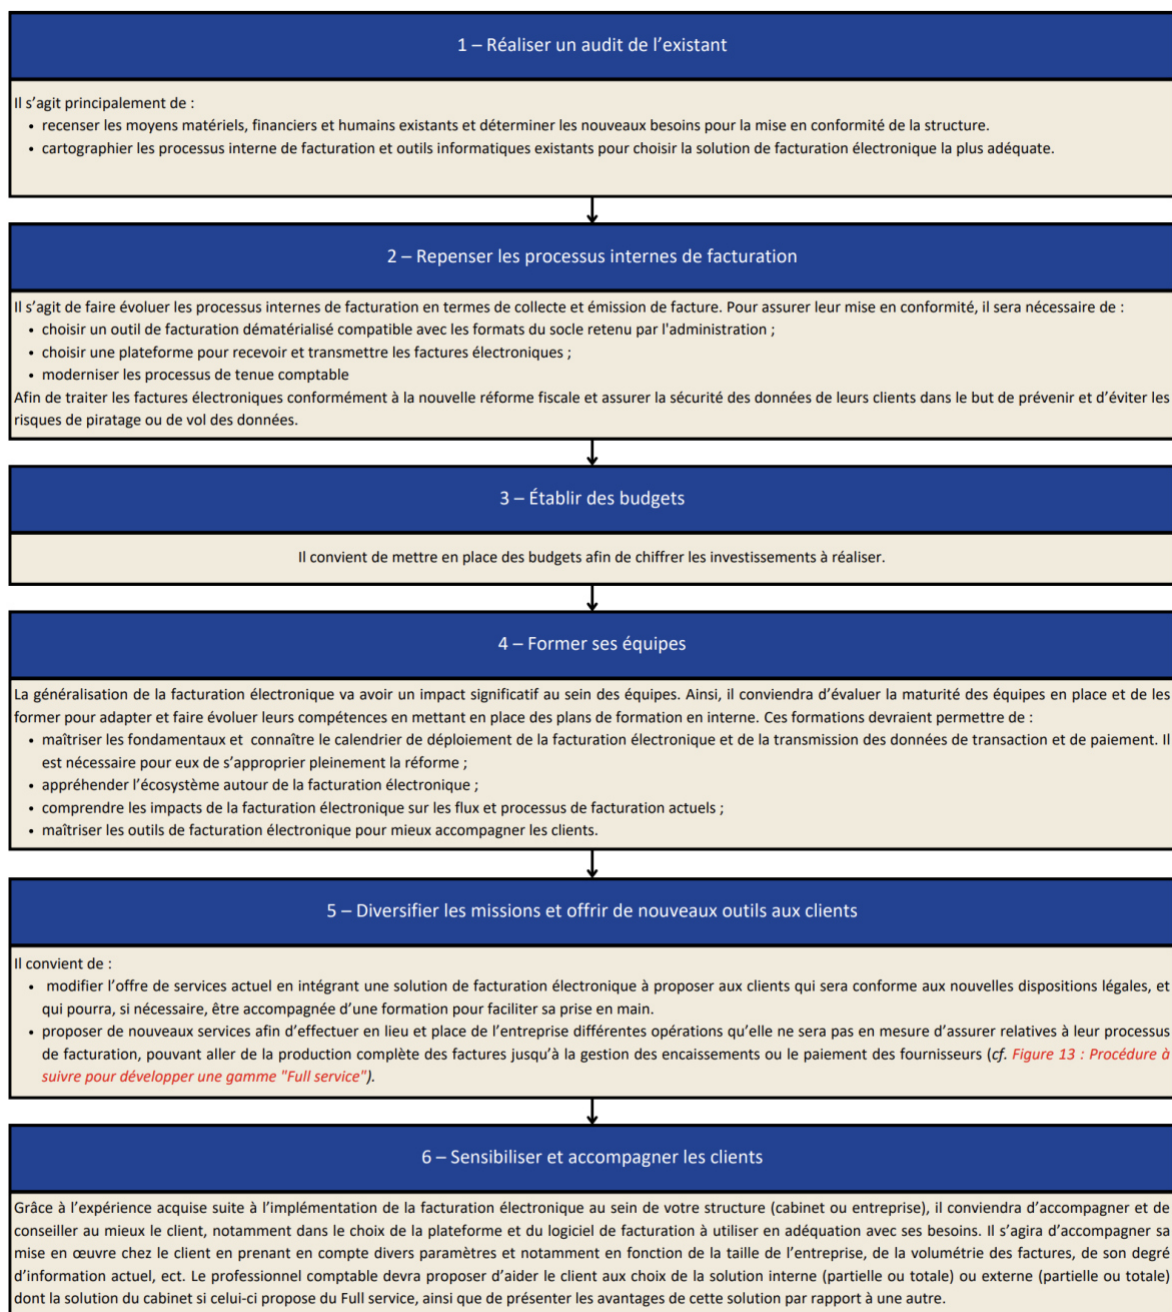 1 – Réaliser un audit de l’existant
Il s’agit principalement de :
• recenser les moyens matériels, financiers et humains existants et déterminer les nouveaux besoins pour la mise en conformité de la structure.
• cartographier les processus interne de facturation et outils informatiques existants pour choisir la solution de facturation électronique la plus adéquate.
2 – Repenser les processus internes de facturation
Il s’agit de faire évoluer les processus internes de facturation en termes de collecte et émission de facture. Pour assurer leur mise en conformité, il sera nécessaire de :
• choisir un outil de facturation dématérialisé compatible avec les formats du socle retenu par l'administration ;
• choisir une plateforme pour recevoir et transmettre les factures électroniques ;
• moderniser les processus de tenue comptable
Afin de traiter les factures électroniques conformément à la nouvelle réforme fiscale et assurer la sécurité des données de leurs clients dans le but de prévenir et d’éviter les
risques de piratage ou de vol des données.
3 – Établir des budgets
Il convient de mettre en place des budgets afin de chiffrer les investissements à réaliser.
4 – Former ses équipes
La généralisation de la facturation électronique va avoir un impact significatif au sein des équipes. Ainsi, il conviendra d’évaluer la maturité des équipes en place et de les
former pour adapter et faire évoluer leurs compétences en mettant en place des plans de formation en interne. Ces formations devraient permettre de :
• maîtriser les fondamentaux et connaître le calendrier de déploiement de la facturation électronique et de la transmission des données de transaction et de paiement. Il
est nécessaire pour eux de s’approprier pleinement la réforme ;
• appréhender l’écosystème autour de la facturation électronique ;
• comprendre les impacts de la facturation électronique sur les flux et processus de facturation actuels ;
• maîtriser les outils de facturation électronique pour mieux accompagner les clients.
5 – Diversifier les missions et offrir de nouveaux outils aux clients
Il convient de :
• modifier l’offre de services actuel en intégrant une solution de facturation électronique à proposer aux clients qui sera conforme aux nouvelles dispositions légales, et
qui pourra, si nécessaire, être accompagnée d’une formation pour faciliter sa prise en main.
• proposer de nouveaux services afin d’effectuer en lieu et place de l’entreprise différentes opérations qu’elle ne sera pas en mesure d’assurer relatives à leur processus
de facturation, pouvant aller de la production complète des factures jusqu’à la gestion des encaissements ou le paiement des fournisseurs (cf. Figure 13 : Procédure à
suivre pour développer une gamme "Full service").
6 – Sensibiliser et accompagner les clients
Grâce à l’expérience acquise suite à l’implémentation de la facturation électronique au sein de votre structure (cabinet ou entreprise), il conviendra d’accompagner et de
conseiller au mieux le client, notamment dans le choix de la plateforme et du logiciel de facturation à utiliser en adéquation avec ses besoins. Il s’agira d’accompagner sa
mise en œuvre chez le client en prenant en compte divers paramètres et notamment en fonction de la taille de l’entreprise, de la volumétrie des factures, de son degré
d’information actuel, ect. Le professionnel comptable devra proposer d’aider le client aux choix de la solution interne (partielle ou totale) ou externe (partielle ou totale)
dont la solution du cabinet si celui-ci propose du Full service, ainsi que de présenter les avantages de cette solution par rapport à une autre.